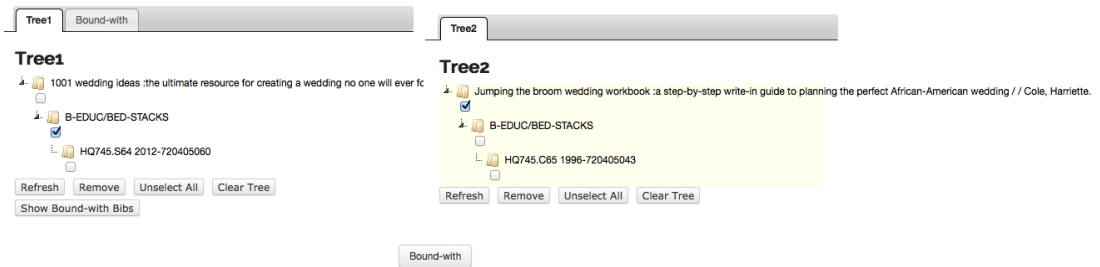 Tree1 Bound-with
Tree1
1001 wedding ideas :the ultimate resource for creating a wedding no one will ever fo
B-EDUC/BED-STACKS
HQ745.S64 2012-720405060
Refresh Remove Unselect All Clear Tree
Show Bound-with Bibs
Tree2
Tree2
Jumping the broom wedding workbook :a step-by-step write-in guide to planning the perfect African-American wedding / / Cole, Harriette.
B-EDUC/BED-STACKS
HQ745.C65 1996-720405043
Refresh Remove Unselect All Clear Tree
Bound-with